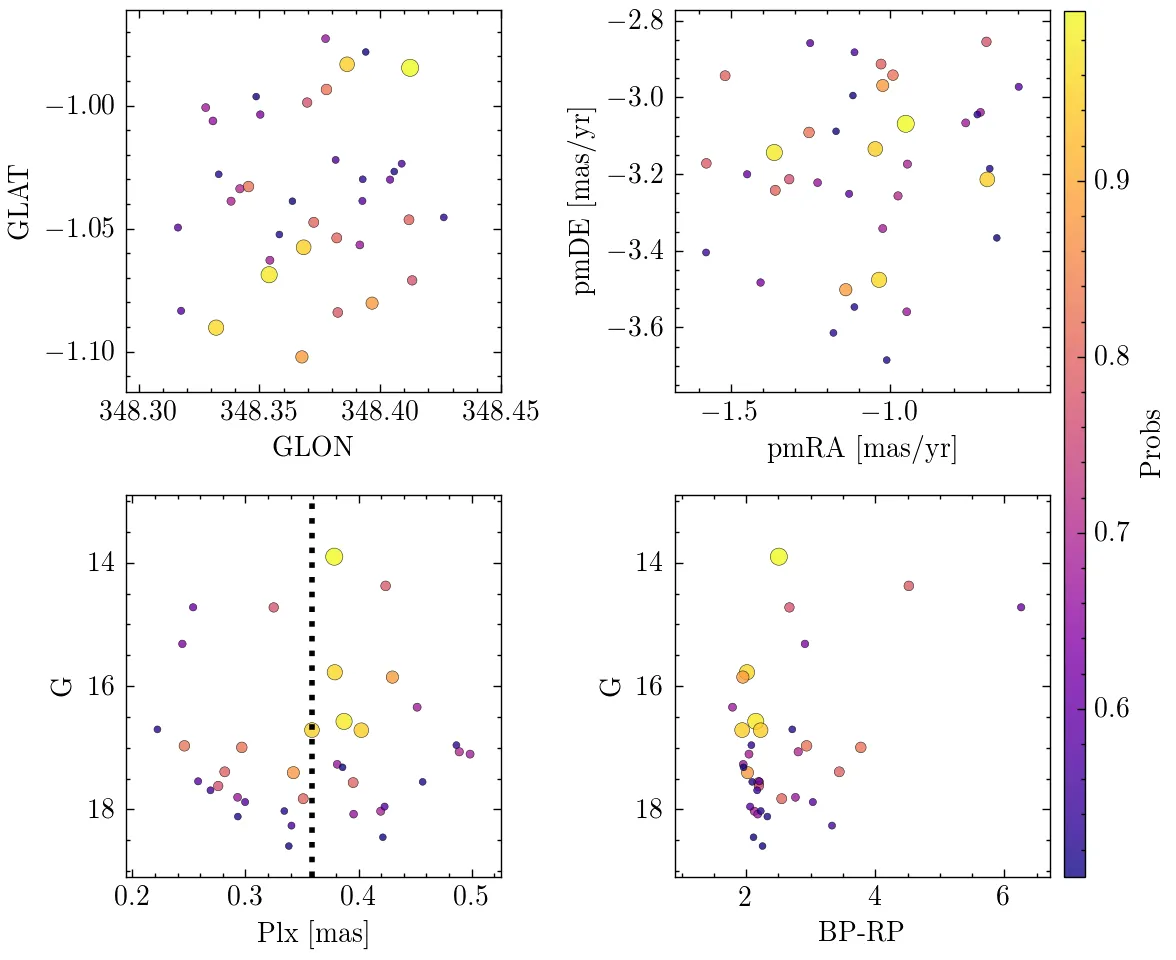 −1.00
−1.05
−1.10
GLAT
348.30 348.35 348.40 348.45
GLON
−2.8
−3.0
−3.2
−3.4
−3.6
pmDE [mas/yr]
−1.5 −1.0
pmRA [mas/yr]
14
16
18
G
0.2 0.3 0.4 0.5
Plx [mas]
14
16
18
G
2 4 6
BP-RP
0.9
0.8
0.7
0.6
Probs